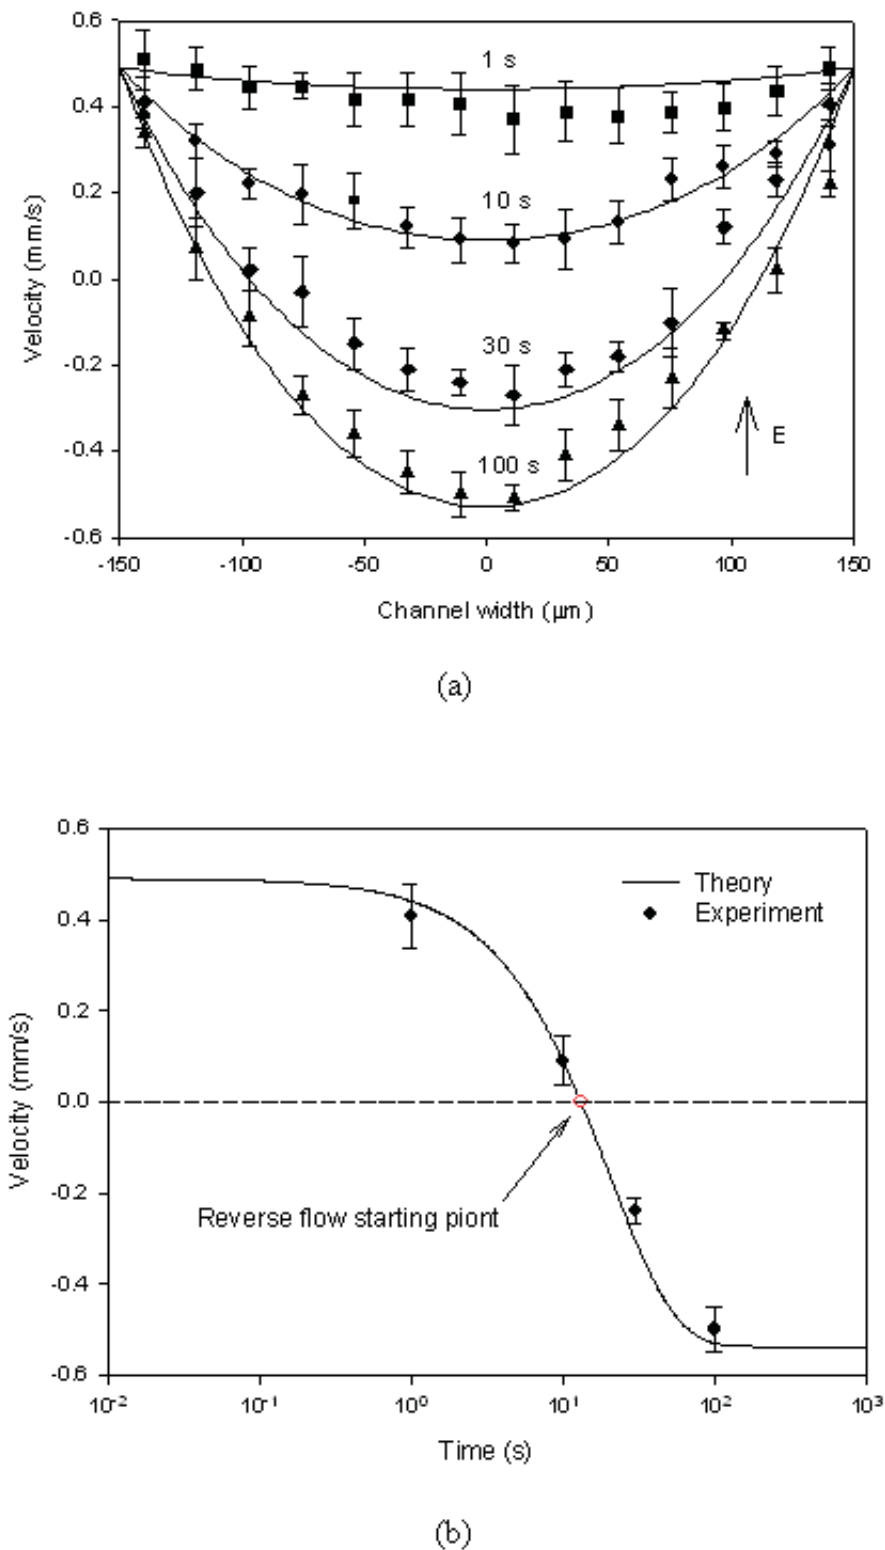 0.6
0.4
0.2
0.0
-0.2
-0.4
-0.6
Velocity (mm/s)
1 s
10 s
30 s
100 s
E
-150 -100 -50 0 50 100 150
Channel width (µm)
(a)
0.6
0.4
0.2
0.0
-0.2
-0.4
-0.6
Velocity (mm/s)
Theory
Experiment
Reverse flow starting piont
10-2 10-1 100 101 102 103
Time (s)
(b)